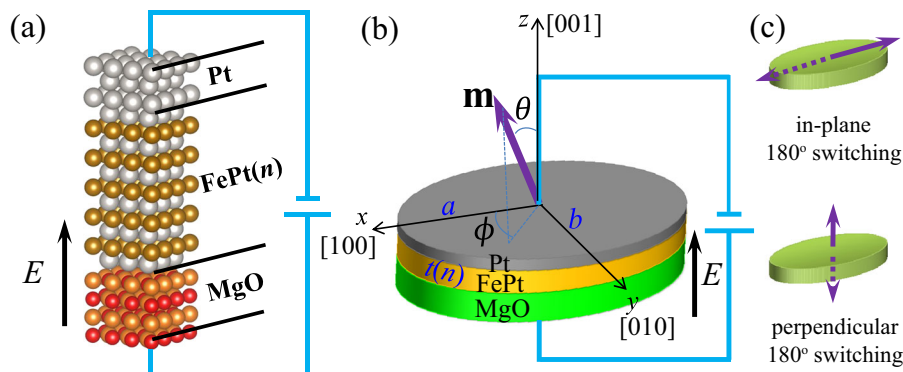 (a)
Pt
FePt(n)
MgO
E
(b)
z
[001]
m
θ
a
b
x
[100]
ϕ
Pt
t(n)
FePt
MgO
y
[010]
E
(c)
in-plane
180° switching
perpendicular
180° switching